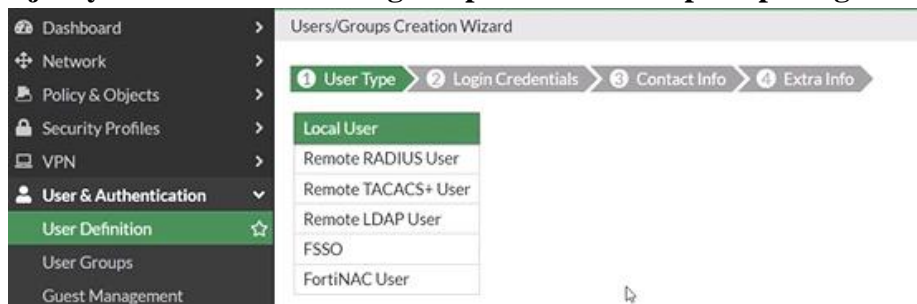 Dashboard
Network
Policy & Objects
Security Profiles
VPN
User & Authentication
User Definition
User Groups
Guest Management
Users/Groups Creation Wizard
1 User Type 2 Login Credentials 3 Contact Info 4 Extra Info
Local User
Remote RADIUS User
Remote TACACS+ User
Remote LDAP User
FSSO
FortiNAC User